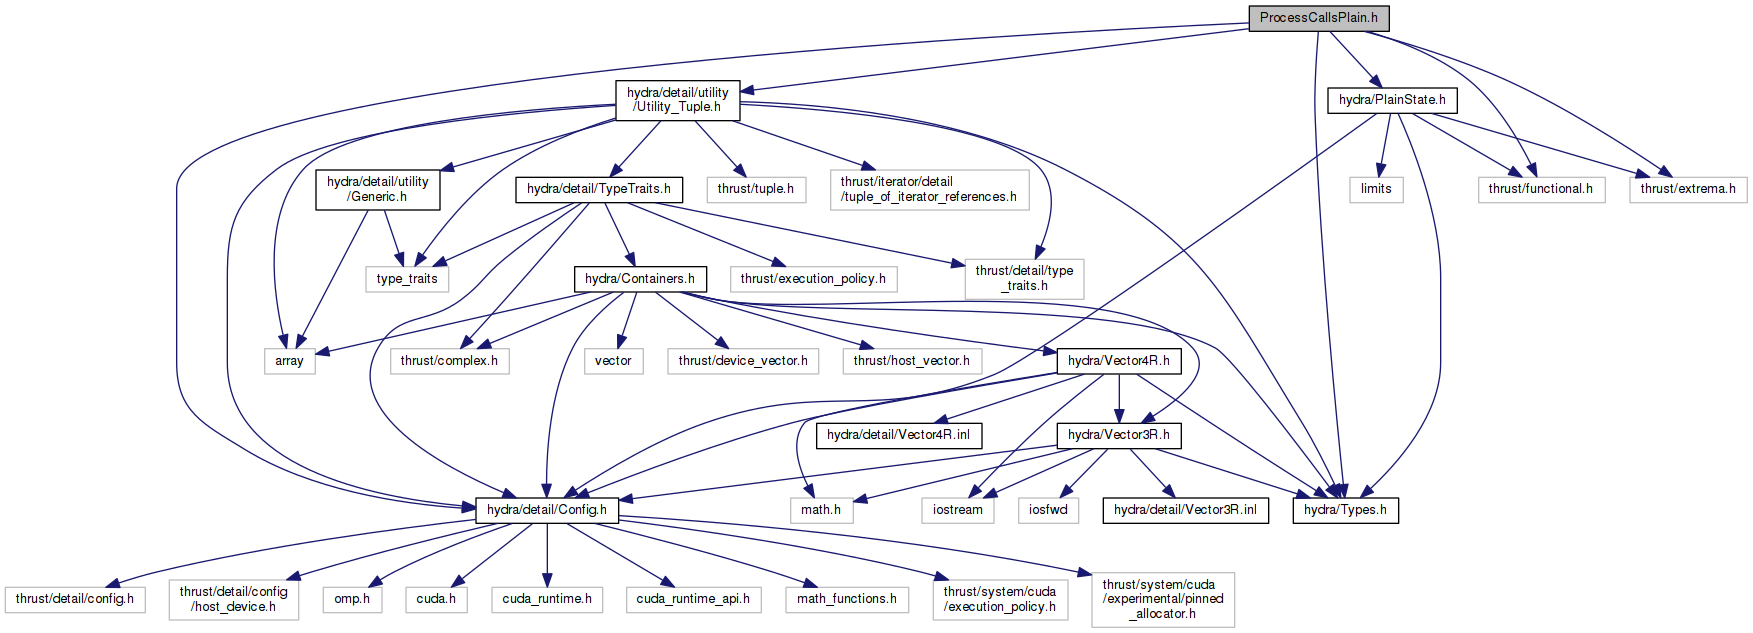 ProcessCallsPlain.h
hydra/detail/utility
/Utility_Tuple.h
hydra/PlainState.h
hydra/detail/utility
/Generic.h
hydra/detail/TypeTraits.h
thrust/tuple.h
thrust/iterator/detail
/tuple_of_iterator_references.h
limits
thrust/functional.h
thrust/extrema.h
type_traits
hydra/Containers.h
thrust/execution_policy.h
thrust/detail/type
_traits.h
array
thrust/complex.h
vector
thrust/device_vector.h
thrust/host_vector.h
hydra/Vector4R.h
hydra/detail/Vector4R.inl
hydra/Vector3R.h
hydra/detail/Config.h
math.h
iostream
iosfwd
hydra/detail/Vector3R.inl
hydra/Types.h
thrust/detail/config.h
thrust/detail/config
/host_device.h
omp.h
cuda.h
cuda_runtime.h
cuda_runtime_api.h
math_functions.h
thrust/system/cuda
/execution_policy.h
thrust/system/cuda
/experimental/pinned
_allocator.h